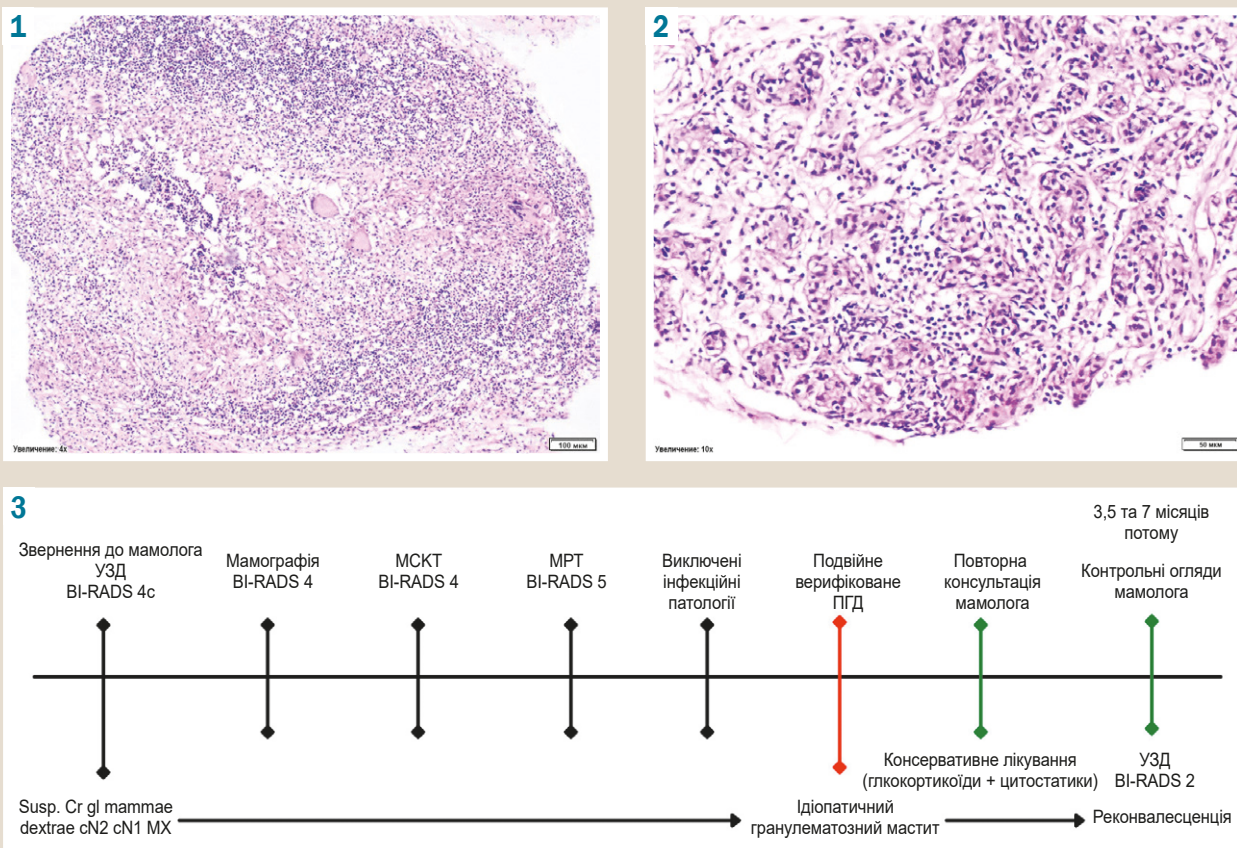 1
2
Увеличение: 4x
100 мкм
Увеличение: 10x
50 мкм
3
Звернення до мамолога
УЗД
BI-RADS 4c
Мамографія
BI-RADS 4
МСКТ
BI-RADS 4
МРТ
BI-RADS 5
Виключені
інфекційні
патології
Подвійне
верифіковане
ПГД
Повторна
консультація
мамолога
3,5 та 7 місяців
потому
Контрольні огляди
мамолога
Susp. Cr gl mammae
dextrae cN2 cN1 MX
Ідіопатичний
гранулематозний мастит
Консервативне лікування
(глкокортикоїди + цитостатики)
УЗД
BI-RADS 2
Реконвалесценція